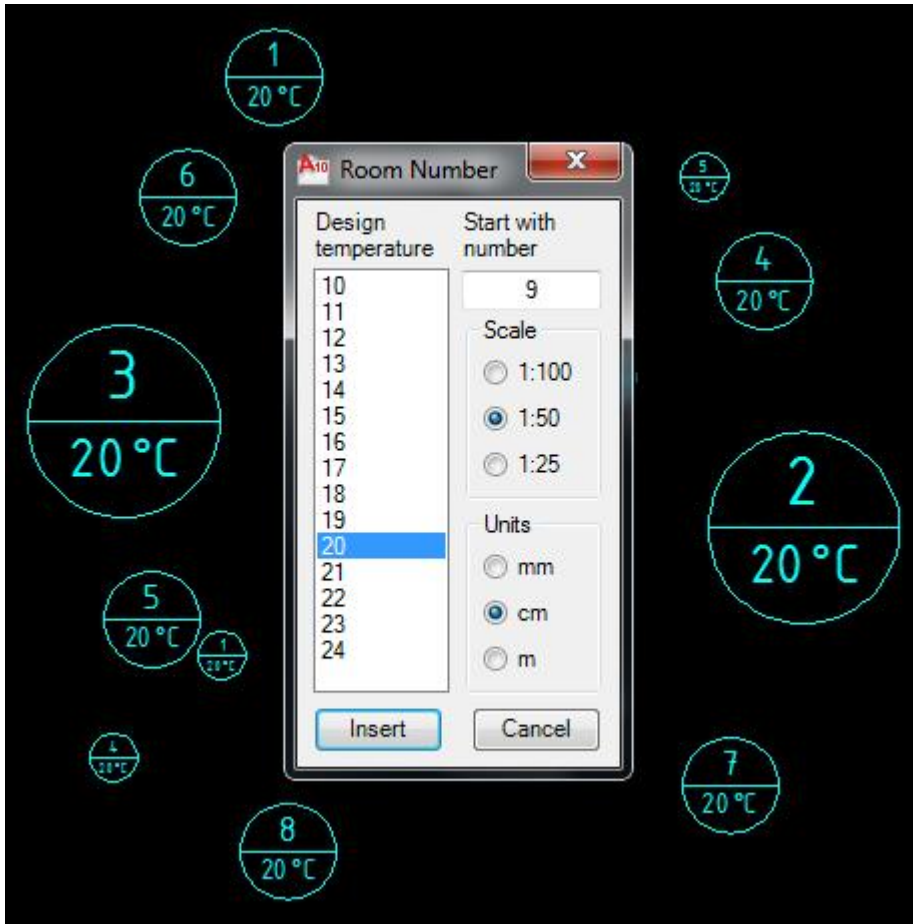 1
20 °C
6
20 °C
5
20 °C
4
20 °C
3
20 °C
2
20 °C
5
20 °C
1
20°C
4
20°C
7
20 °C
8
20 °C
A10 Room Number
Design
temperature
10
11
12
13
14
15
16
17
18
19
20
21
22
23
24
Start with
number
9
Scale
1:100
1:50
1:25
Units
mm
cm
m
Insert
Cancel